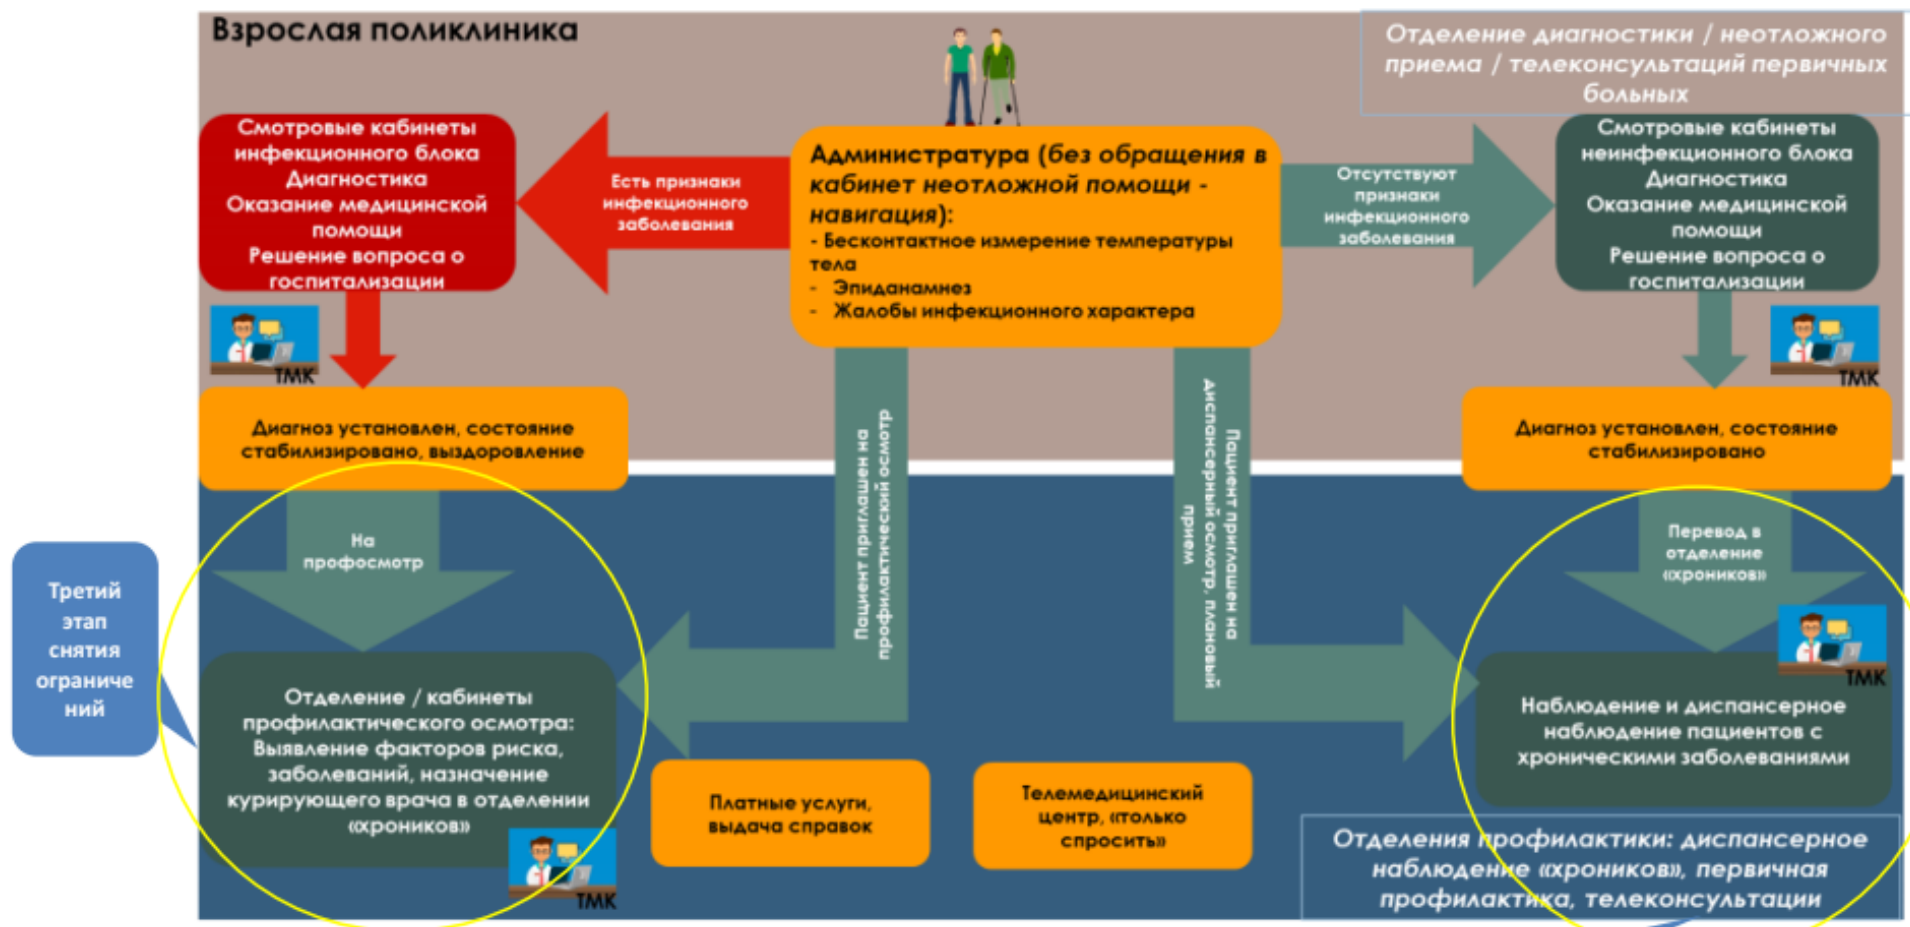 Взрослая поликлиника
Отделение диагностики / неотложного
приема / телеконсультаций первичных
больных
Смотровые кабинеты
инфекционного блока
Диагностика
Оказание медицинской
помощи
Решение вопроса о
госпитализации
Есть признаки
инфекционного
заболевания
Администратура (без обращения в
кабинет неотложной помощи -
навигация):
- Бесконтактное измерение температуры
тела
- Эпиданамнез
- Жалобы инфекционного характера
Отсутствуют
признаки
инфекционного
заболевания
Смотровые кабинеты
неинфекционного блока
Диагностика
Оказание медицинской
помощи
Решение вопроса о
госпитализации
ТМК
ТМК
Диагноз установлен, состояние
стабилизировано, выздоровление
Пациент приглашен на
профилактический осмотр
Пациент приглашен на
диспансерный осмотр, плановый
прием
Диагноз установлен, состояние
стабилизировано
На
профосмотр
Перевод в
отделение
«хроников»
Третий
этап
снятия
ограниче
ний
Отделение / кабинеты
профилактического осмотра:
Выявление факторов риска,
заболеваний, назначение
курирующего врача в отделении
«хроников»
ТМК
Платные услуги,
выдача справок
Телемедицинский
центр, «только
спросить»
ТМК
Наблюдение и диспансерное
наблюдение пациентов с
хроническими заболеваниями
Отделения профилактики: диспансерное
наблюдение «хроников», первичная
профилактика, телеконсультации